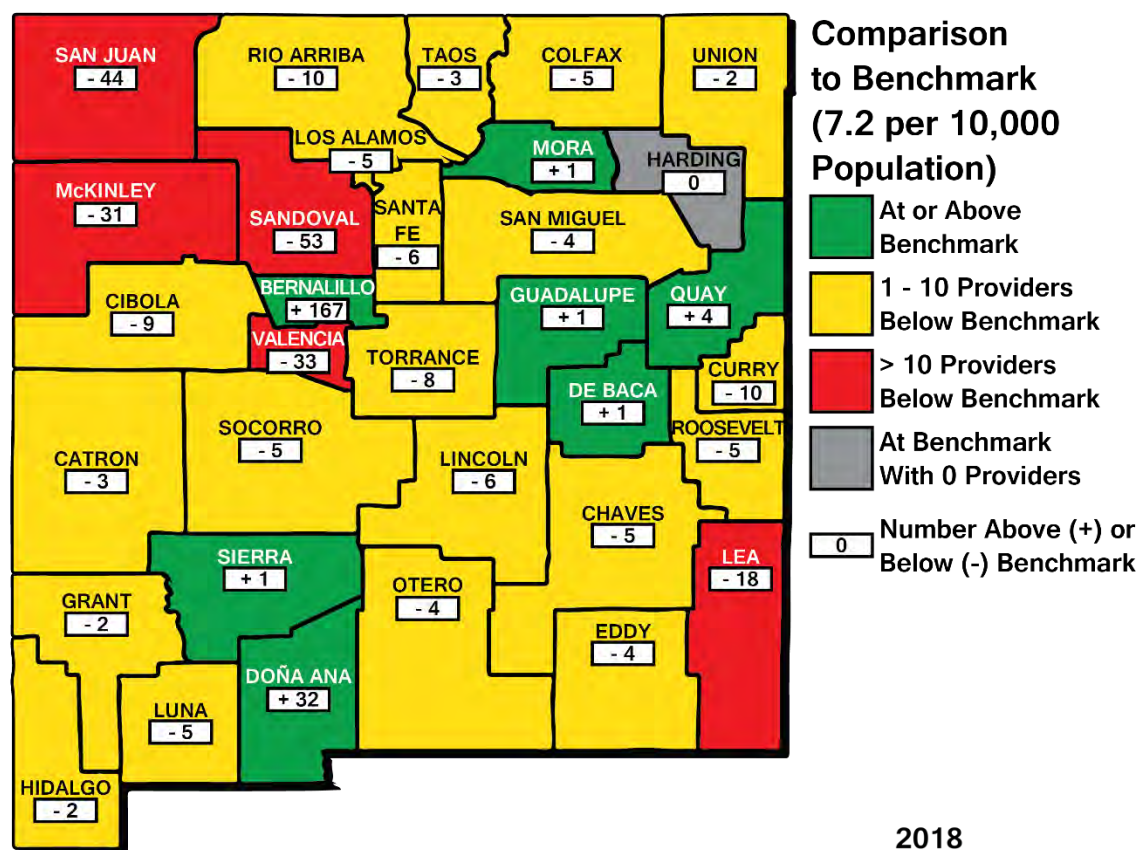 SAN JUAN
- 44
RIO ARRIBA
- 10
TAOS
- 3
COLFAX
- 5
UNION
- 2
LOS ALAMOS
- 5
MORA
+ 1
HARDING
0
McKINLEY
- 31
SANDOVAL
- 53
SANTA
FE
- 6
SAN MIGUEL
- 4
CIBOLA
- 9
BERNALILLO
+ 167
GUADALUPE
+ 1
QUAY
+ 4
VALENCIA
- 33
TORRANCE
- 8
CURRY
- 10
DE BACA
+ 1
ROOSEVELT
- 5
CATRON
- 3
SOCORRO
- 5
LINCOLN
- 6
CHAVES
- 5
LEA
- 18
SIERRA
+ 1
OTERO
- 4
GRANT
- 2
EDDY
- 4
DOÑA ANA
+ 32
LUNA
- 5
HIDALGO
- 2
Comparison
to Benchmark
(7.2 per 10,000
Population)
At or Above
Benchmark
1 - 10 Providers
Below Benchmark
> 10 Providers
Below Benchmark
At Benchmark
With 0 Providers
0
Number Above (+) or
Below (-) Benchmark
2018